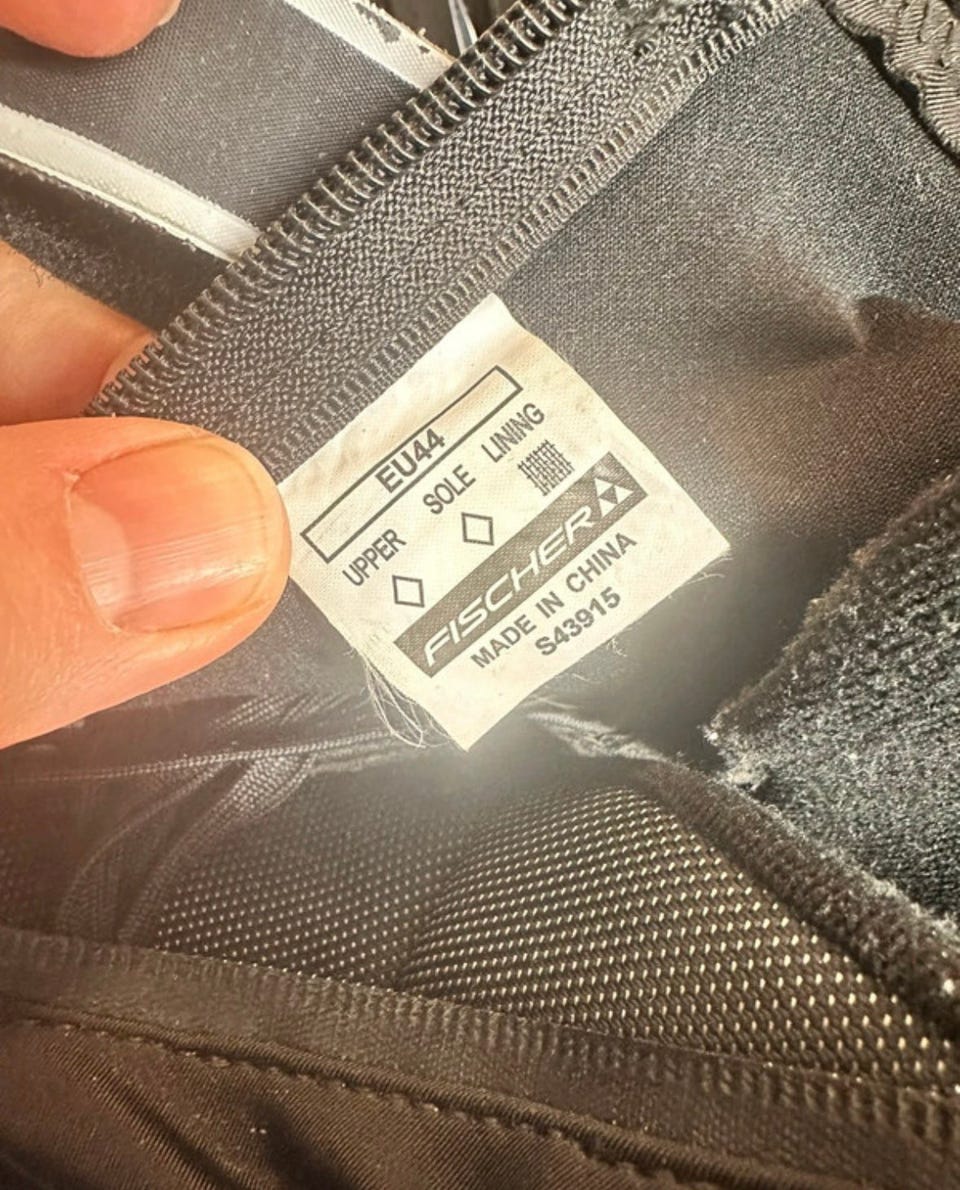 EU44
UPPER SOLE LINING
FISCHER
MADE IN CHINA
S43915